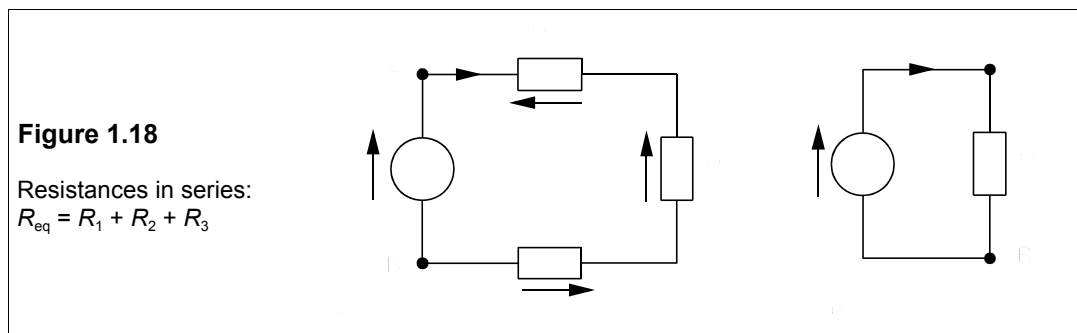 Figure 1.18
Resistances in series:
R_eq = R_1 + R_2 + R_3